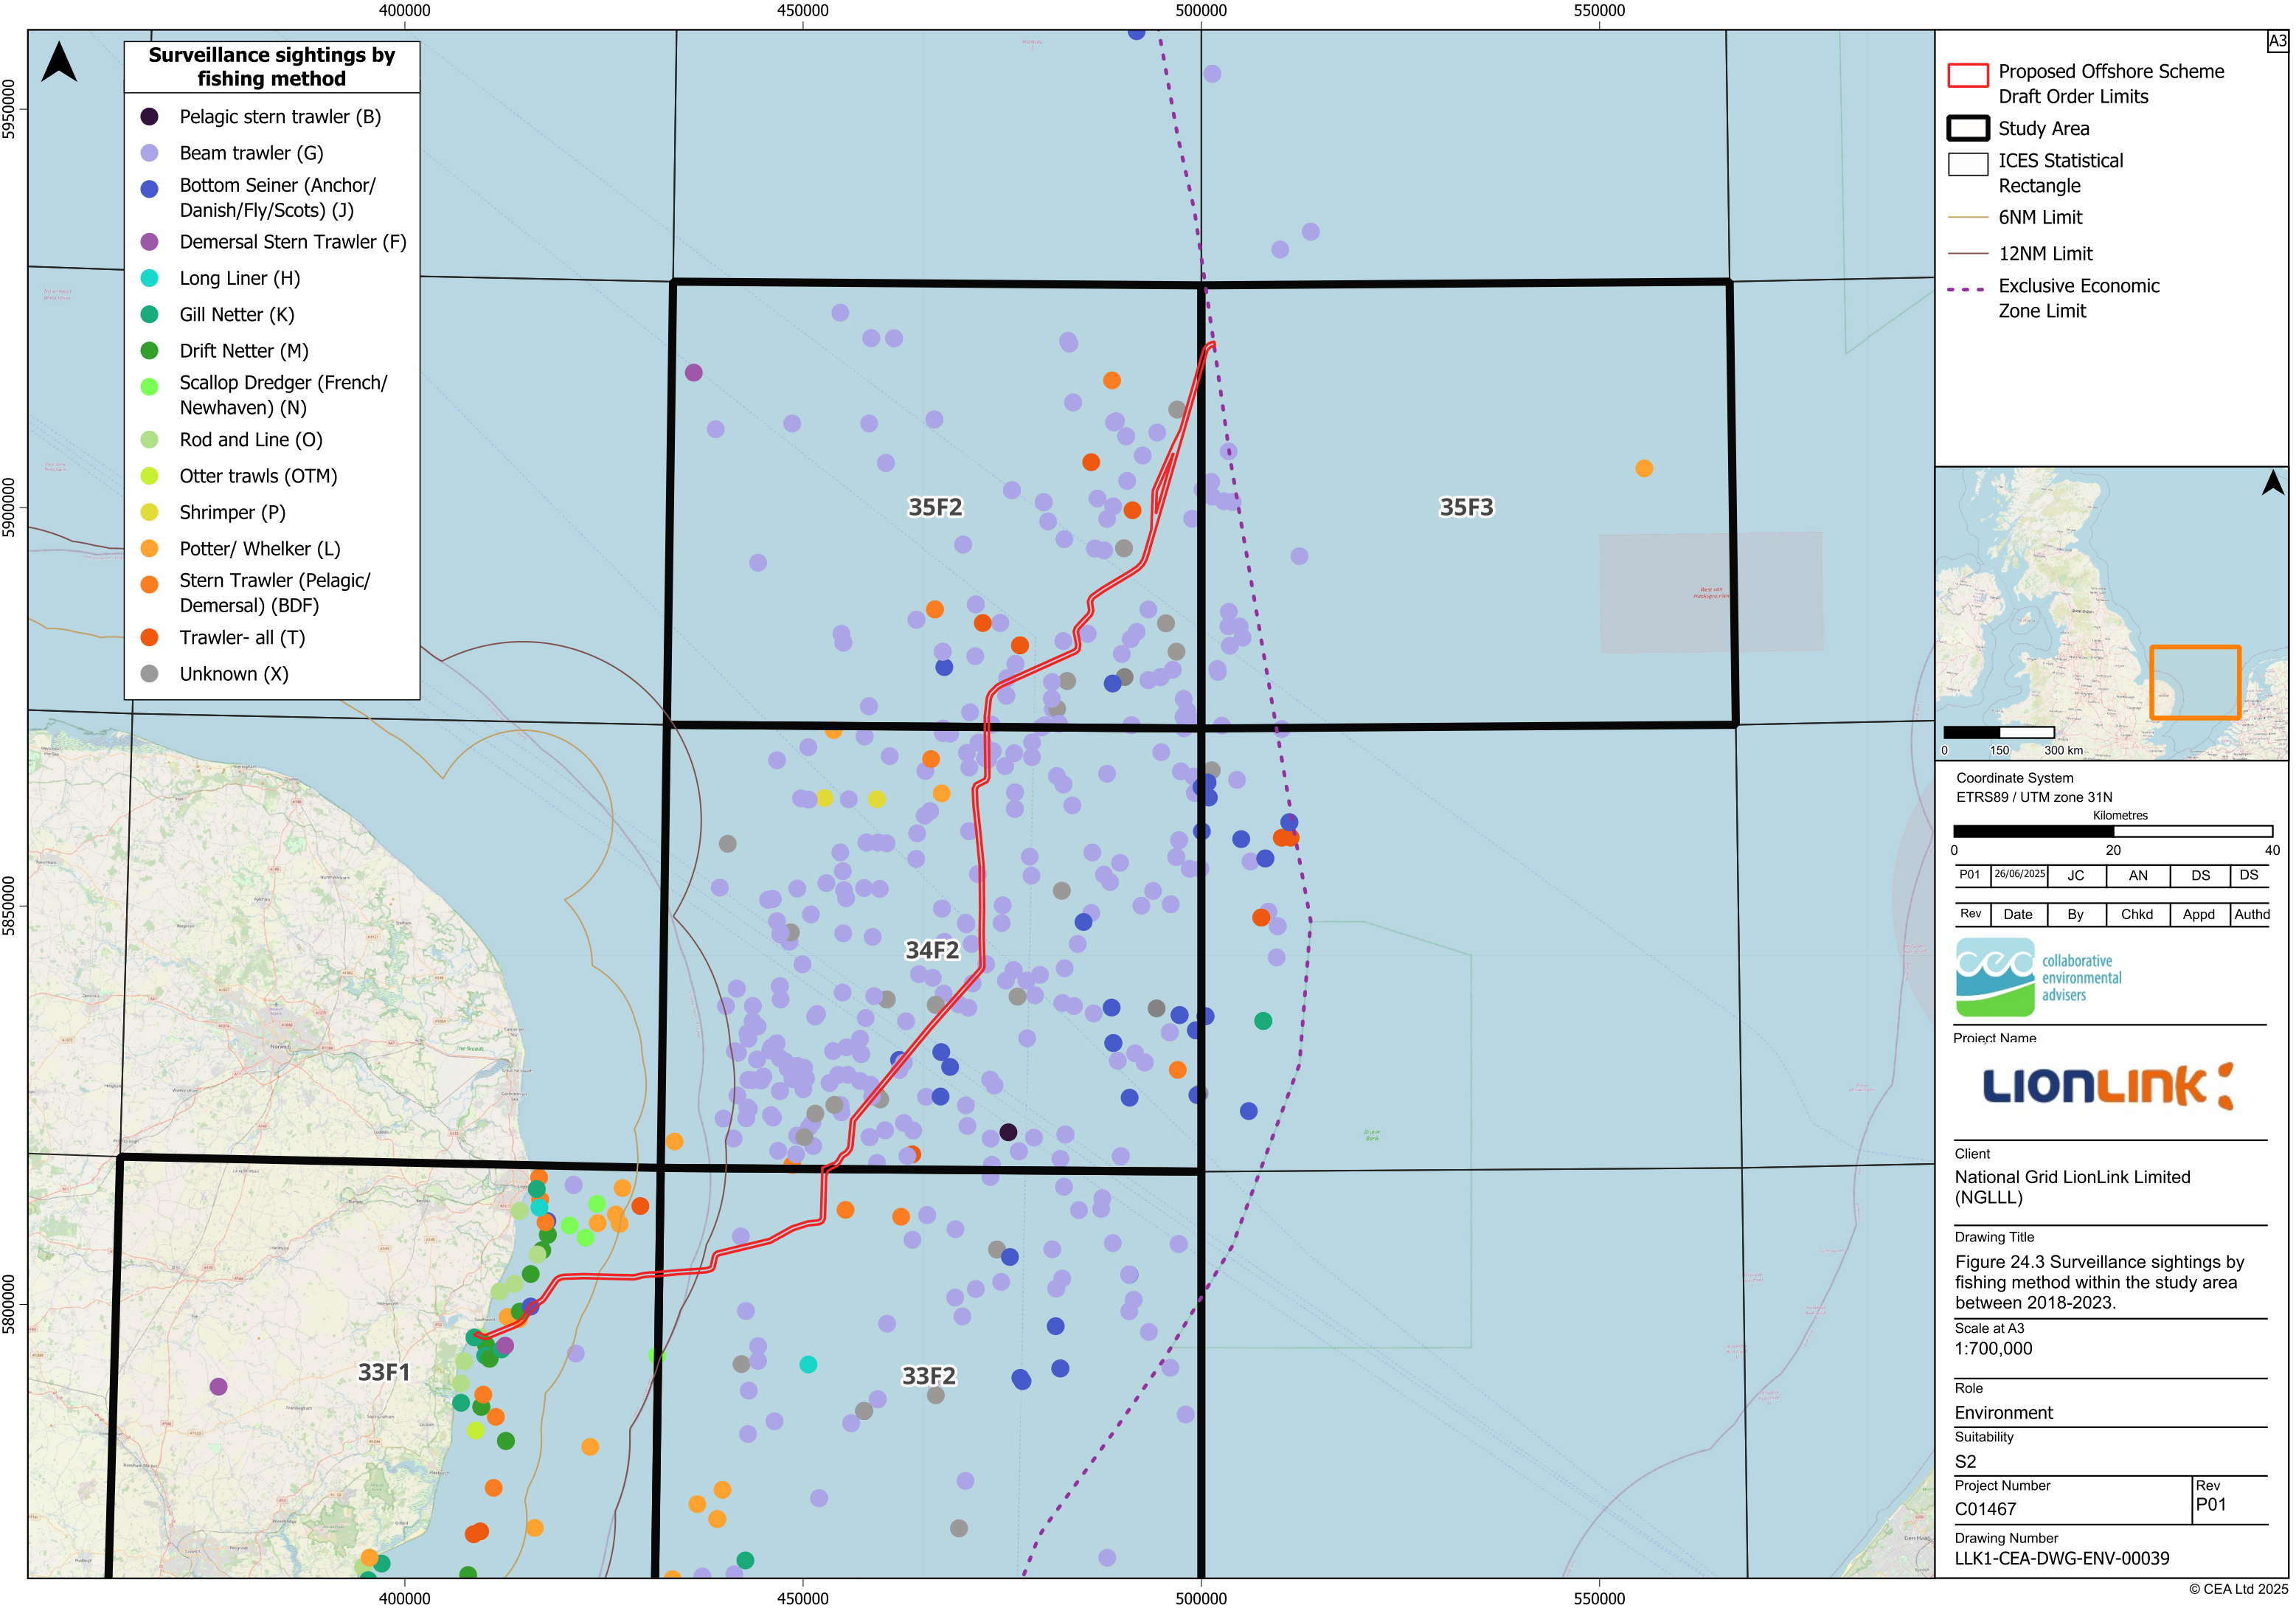 400000
450000
500000
550000
5950000
5900000
5850000
5800000
Surveillance sightings by
fishing method
Pelagic stern trawler (B)
Beam trawler (G)
Bottom Seiner (Anchor/
Danish/Fly/Scots) (J)
Demersal Stern Trawler (F)
Long Liner (H)
Gill Netter (K)
Drift Netter (M)
Scallop Dredger (French/
Newhaven) (N)
Rod and Line (O)
Otter trawls (OTM)
Shrimper (P)
Potter/ Whelker (L)
Stern Trawler (Pelagic/
Demersal) (BDF)
Trawler- all (T)
Unknown (X)
35F2
35F3
34F2
33F1
33F2
400000
450000
500000
550000
A3
Proposed Offshore Scheme
Draft Order Limits
Study Area
ICES Statistical
Rectangle
6NM Limit
12NM Limit
Exclusive Economic
Zone Limit
0 150 300 km
Coordinate System
ETRS89 / UTM zone 31N
Kilometres
0 20 40
P01 26/06/2025 JC AN DS DS
Rev Date By Chkd Appd Authd
cea
collaborative
environmental
advisers
Project Name
LIONLINK
Client
National Grid LionLink Limited
(NGLLL)
Drawing Title
Figure 24.3 Surveillance sightings by
fishing method within the study area
between 2018-2023.
Scale at A3
1:700,000
Role
Environment
Suitability
S2
Project Number
C01467
Rev
P01
Drawing Number
LLK1-CEA-DWG-ENV-00039
© CEA Ltd 2025